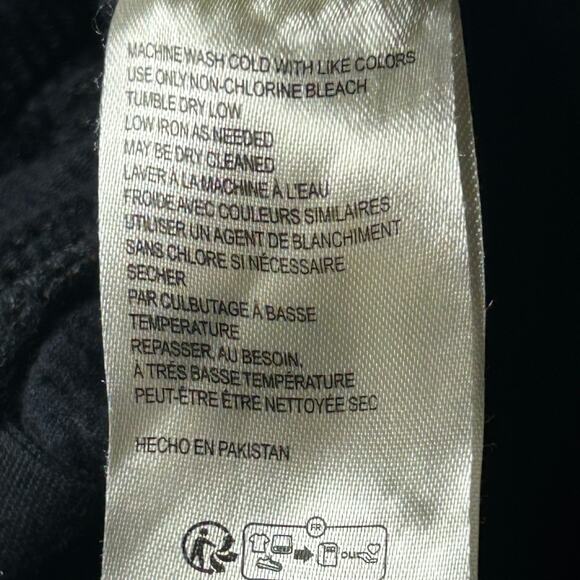 MACHINE WASH COLD WITH LIKE COLORS
USE ONLY NON-CHLORINE BLEACH
TUMBLE DRY LOW
LOW IRON AS NEEDED
MAY BE DRY CLEANED
LAVER À LA MACHINE À L'EAU
FROIDE AVEC COULEURS SIMILAIRES
UTILISER UN AGENT DE BLANCHIMENT
SANS CHLORE SI NÉCESSAIRE
SECHER
PAR CULBUTAGE À BASSE
TEMPERATURE
REPASSER, AU BESOIN,
À TRÈS BASSE TEMPÉRATURE
PEUT-ÊTRE ÊTRE NETTOYÉE SEC
HECHO EN PAKISTAN
FR
OU